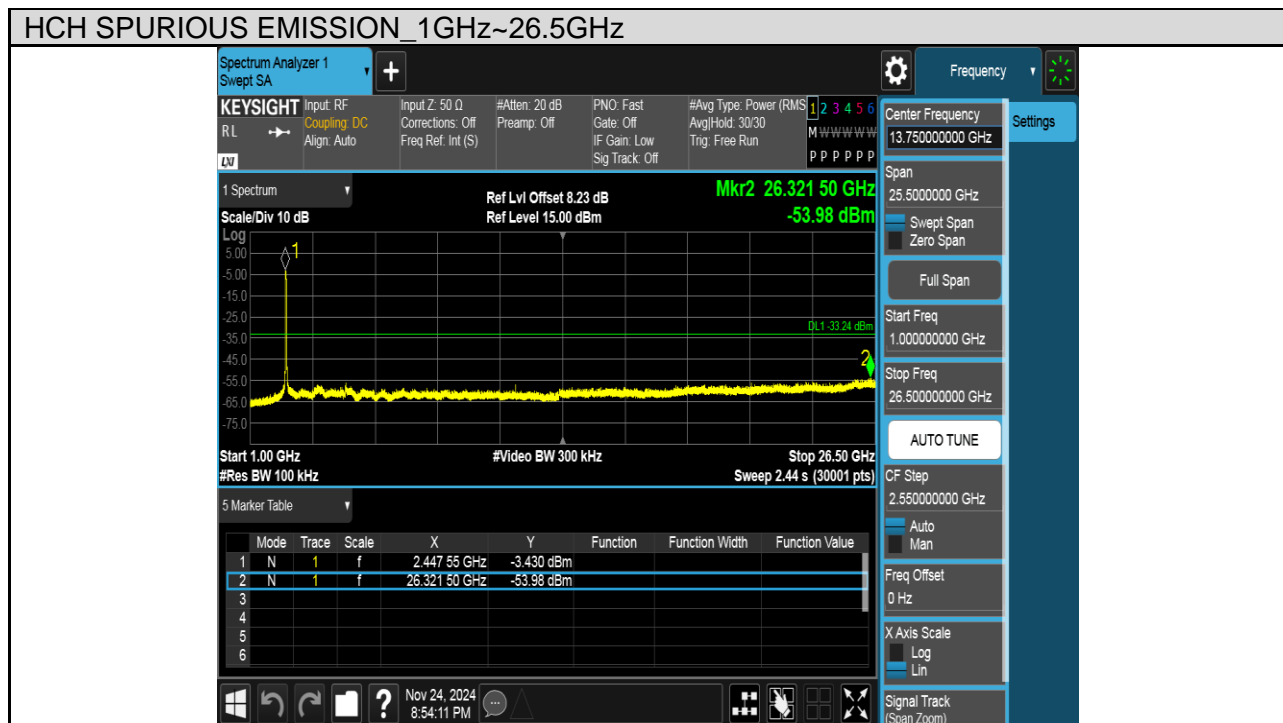 HCH SPURIOUS EMISSION_1GHz~26.5GHz
Spectrum Analyzer 1
Swept SA
+
Frequency
KEYSIGHT
RL
LXI
Input: RF
Coupling: DC
Align: Auto
Input Z: 50 Ω
Corrections: Off
Freq Ref: Int (S)
#Atten: 20 dB
Preamp: Off
PNO: Fast
Gate: Off
IF Gain: Low
Sig Track: Off
#Avg Type: Power (RMS
Avg|Hold: 30/30
Trig: Free Run
1 2 3 4 5 6
M W W W W W
P P P P P P
1 Spectrum
Scale/Div 10 dB
Ref Lvl Offset 8.23 dB
Ref Level 15.00 dBm
Mkr2 26.321 50 GHz
-53.98 dBm
Log
5.00
-5.00
-15.0
-25.0
-35.0
-45.0
-55.0
-65.0
-75.0
1
DL1 -33.24 dBm
2
Start 1.00 GHz
#Video BW 300 kHz
Stop 26.50 GHz
#Res BW 100 kHz
Sweep 2.44 s (30001 pts)
5 Marker Table
Mode Trace Scale X Y Function Function Width Function Value
1 N 1 f 2.447 55 GHz -3.430 dBm
2 N 1 f 26.321 50 GHz -53.98 dBm
3
4
5
6
?
Nov 24, 2024
8:54:11 PM
Center Frequency
13.750000000 GHz
Settings
Span
25.5000000 GHz
Swept Span
Zero Span
Full Span
Start Freq
1.000000000 GHz
Stop Freq
26.500000000 GHz
AUTO TUNE
CF Step
2.550000000 GHz
Auto
Man
Freq Offset
0 Hz
X Axis Scale
Log
Lin
Signal Track
(Span Zoom)